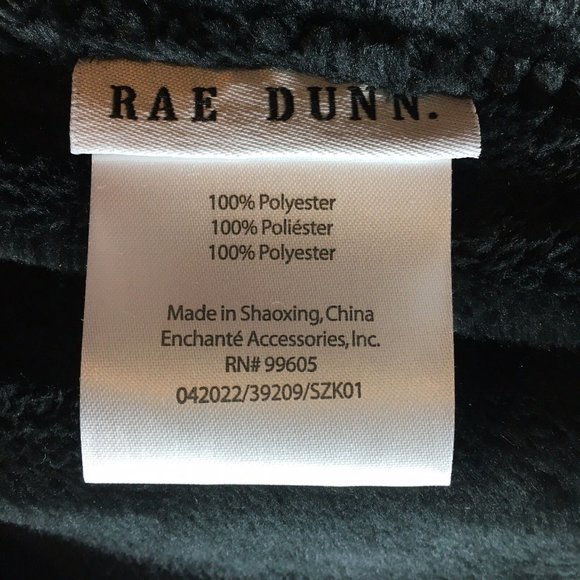 RAE DUNN.
100% Polyester
100% Poliéster
100% Polyester
Made in Shaoxing, China
Enchanté Accessories, Inc.
RN# 99605
042022/39209/SZK01